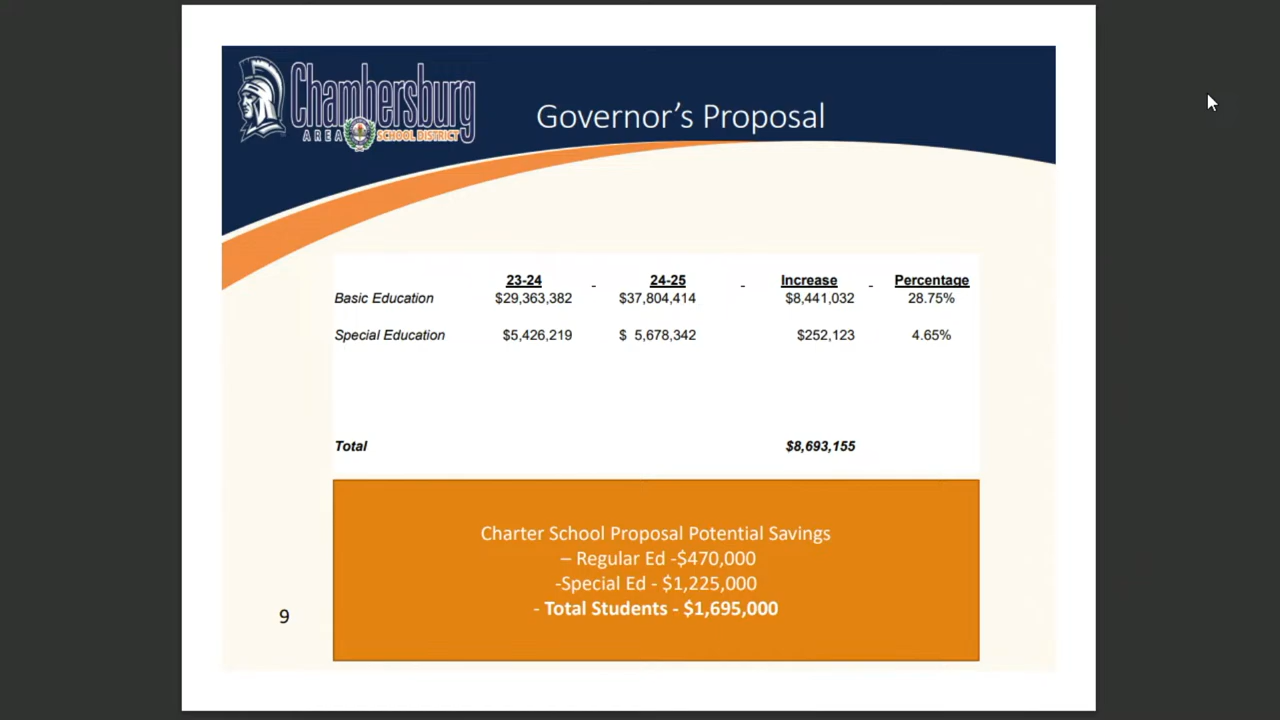 Chambersburg
AREA SCHOOL DISTRICT
Governor's Proposal
23-24 - 24-25 - Increase - Percentage
Basic Education $29,363,382 $37,804,414 $8,441,032 28.75%
Special Education $5,426,219 $ 5,678,342 $252,123 4.65%
Total $8,693,155
Charter School Proposal Potential Savings
– Regular Ed -$470,000
-Special Ed - $1,225,000
- Total Students - $1,695,000
9